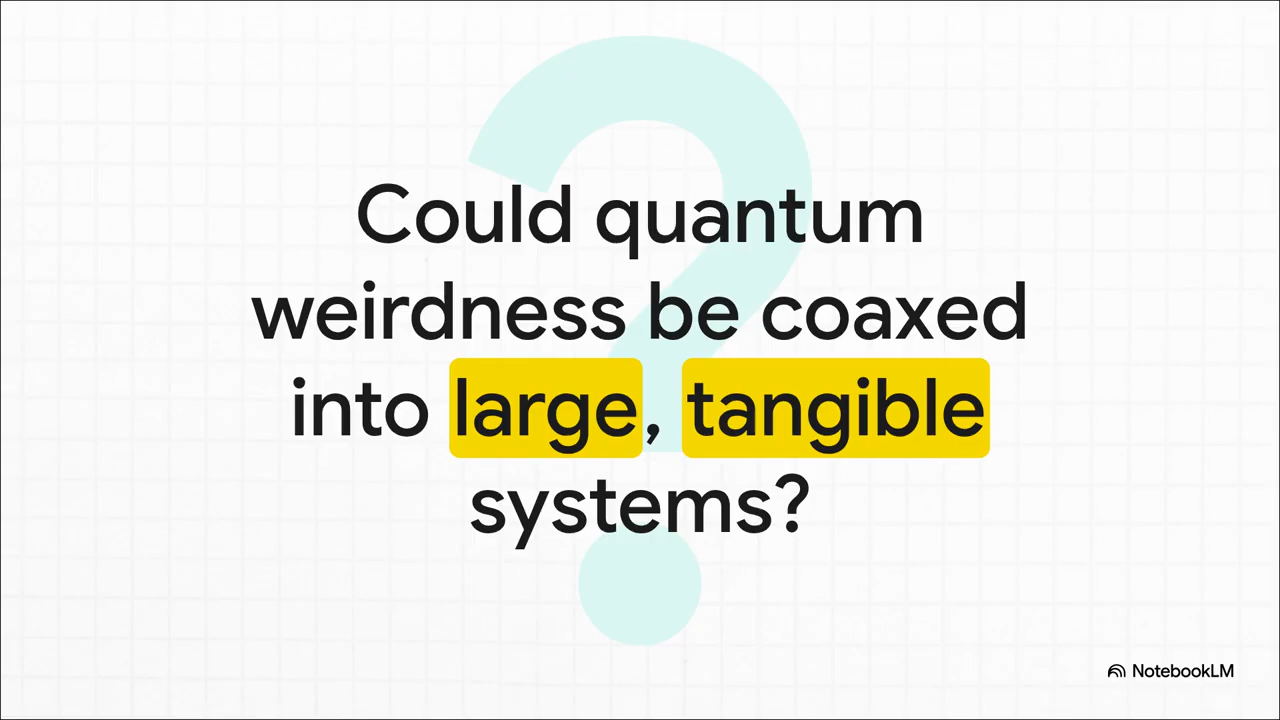 Could quantum
weirdness be coaxed
into large, tangible
systems?
NotebookLM